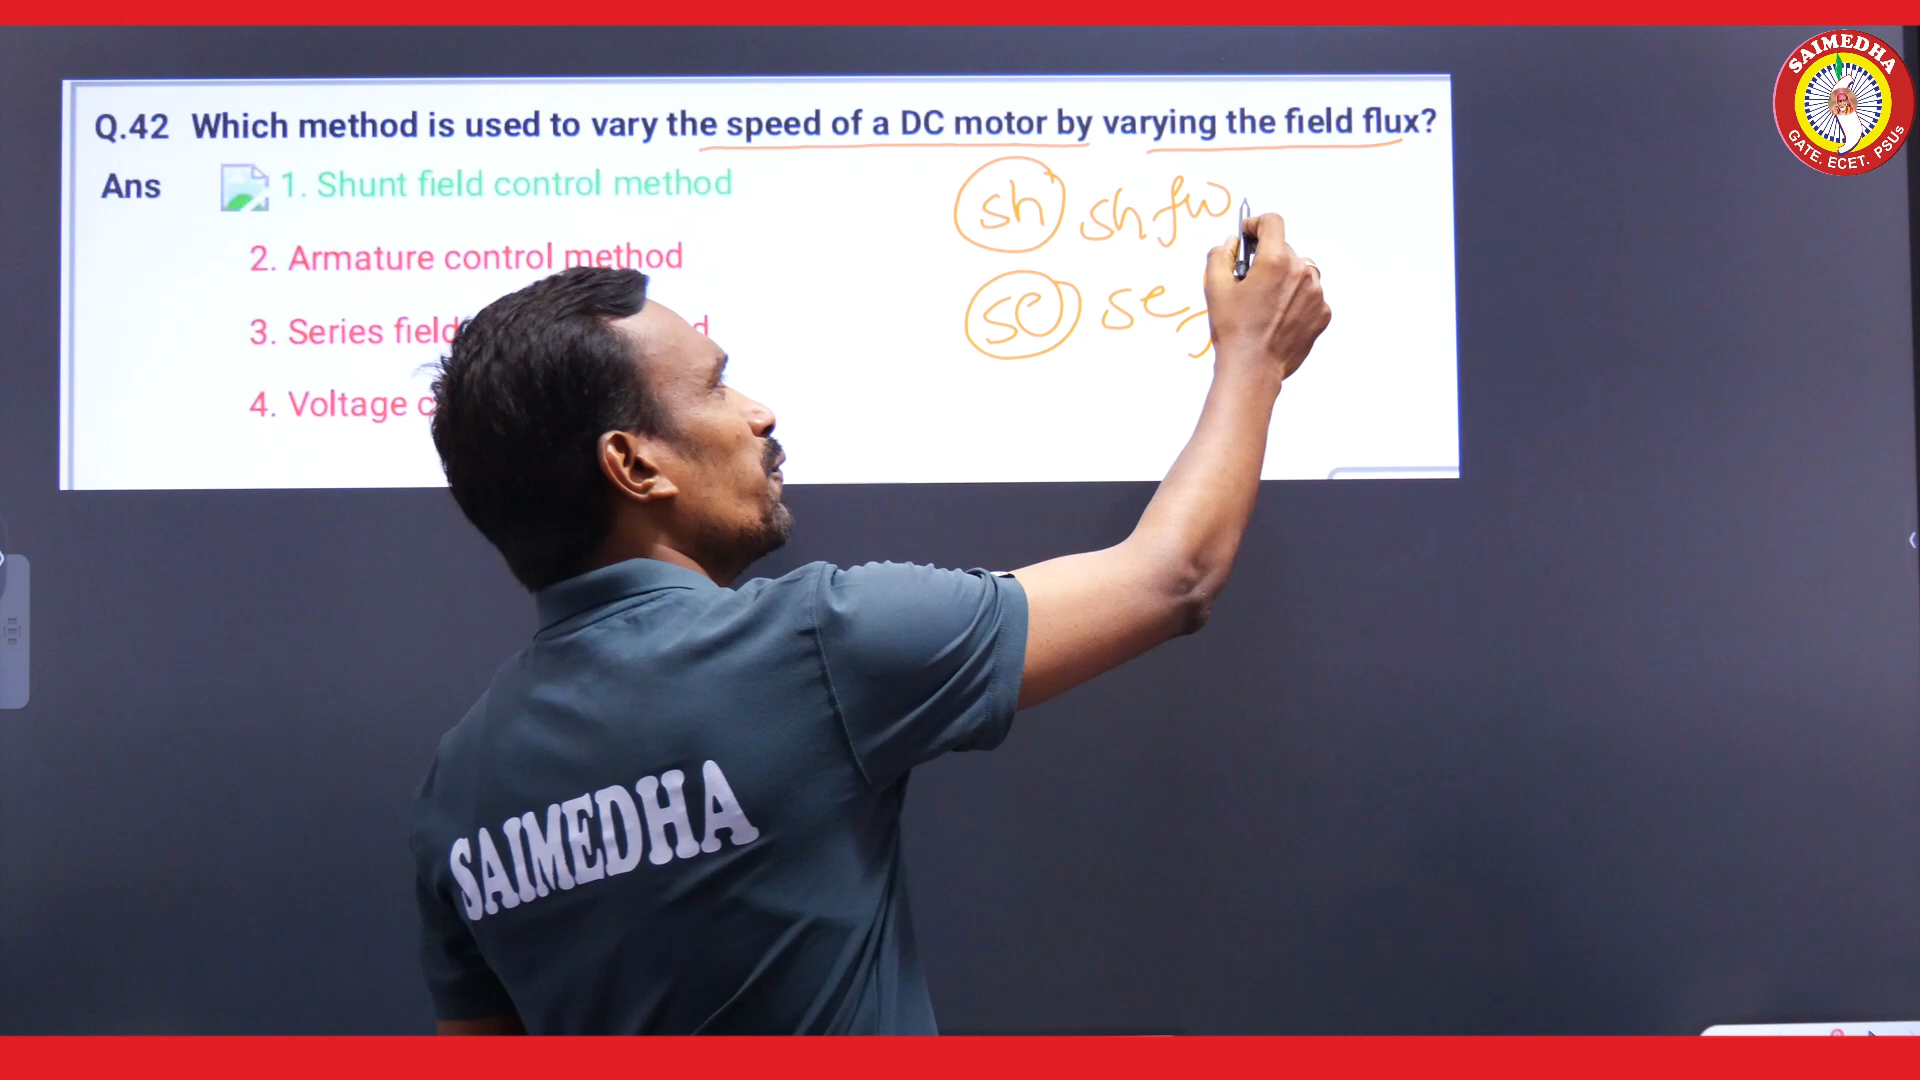 SAIMEDHA
GATE. ECET. PSUs
Q.42 Which method is used to vary the speed of a DC motor by varying the field flux?
Ans 1. Shunt field control method
2. Armature control method
3. Series field
4. Voltage
sh sh fw
se se
SAIMEDHA